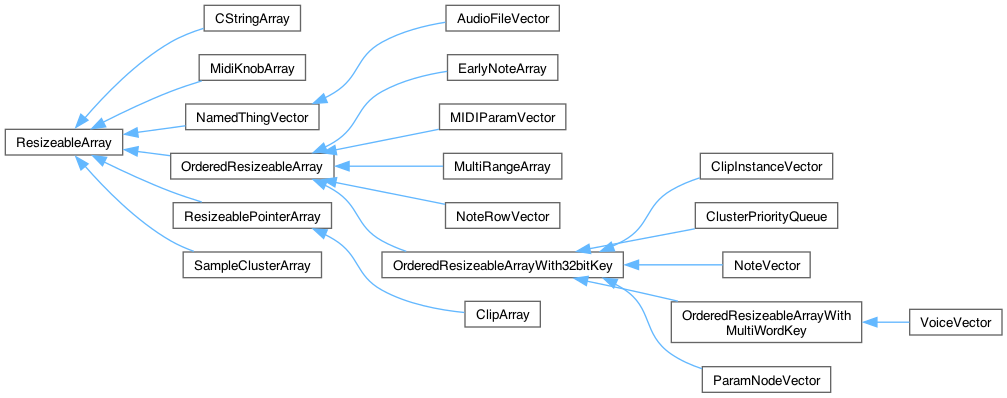 CStringArray
AudioFileVector
MidiKnobArray
EarlyNoteArray
NamedThingVector
MIDIParamVector
ResizeableArray
OrderedResizeableArray
MultiRangeArray
ClipInstanceVector
ResizeablePointerArray
NoteRowVector
ClusterPriorityQueue
SampleClusterArray
OrderedResizeableArrayWith32bitKey
NoteVector
ClipArray
OrderedResizeableArrayWith
MultiWordKey
VoiceVector
ParamNodeVector